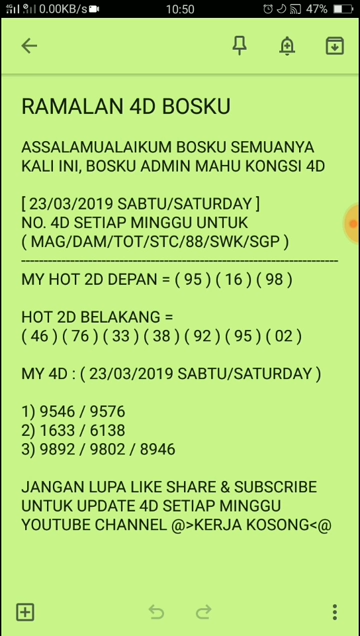 0.00KB/s 10:50 47%
RAMALAN 4D BOSKU
ASSALAMUALAIKUM BOSKU SEMUANYA
KALI INI, BOSKU ADMIN MAHU KONGSI 4D
[ 23/03/2019 SABTU/SATURDAY ]
NO. 4D SETIAP MINGGU UNTUK
( MAG/DAM/TOT/STC/88/SWK/SGP )
--------------------------------------------------------------------
MY HOT 2D DEPAN = ( 95 ) ( 16 ) ( 98 )
HOT 2D BELAKANG =
( 46 ) ( 76 ) ( 33 ) ( 38 ) ( 92 ) ( 95 ) ( 02 )
MY 4D : ( 23/03/2019 SABTU/SATURDAY )
1) 9546 / 9576
2) 1633 / 6138
3) 9892 / 9802 / 8946
JANGAN LUPA LIKE SHARE & SUBSCRIBE
UNTUK UPDATE 4D SETIAP MINGGU
YOUTUBE CHANNEL @>KERJA KOSONG<@